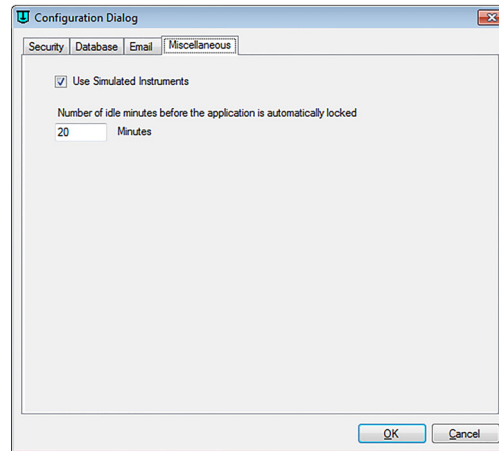 Configuration Dialog
Security Database Email Miscellaneous
Use Simulated Instruments
Number of idle minutes before the application is automatically locked
20 Minutes
OK Cancel